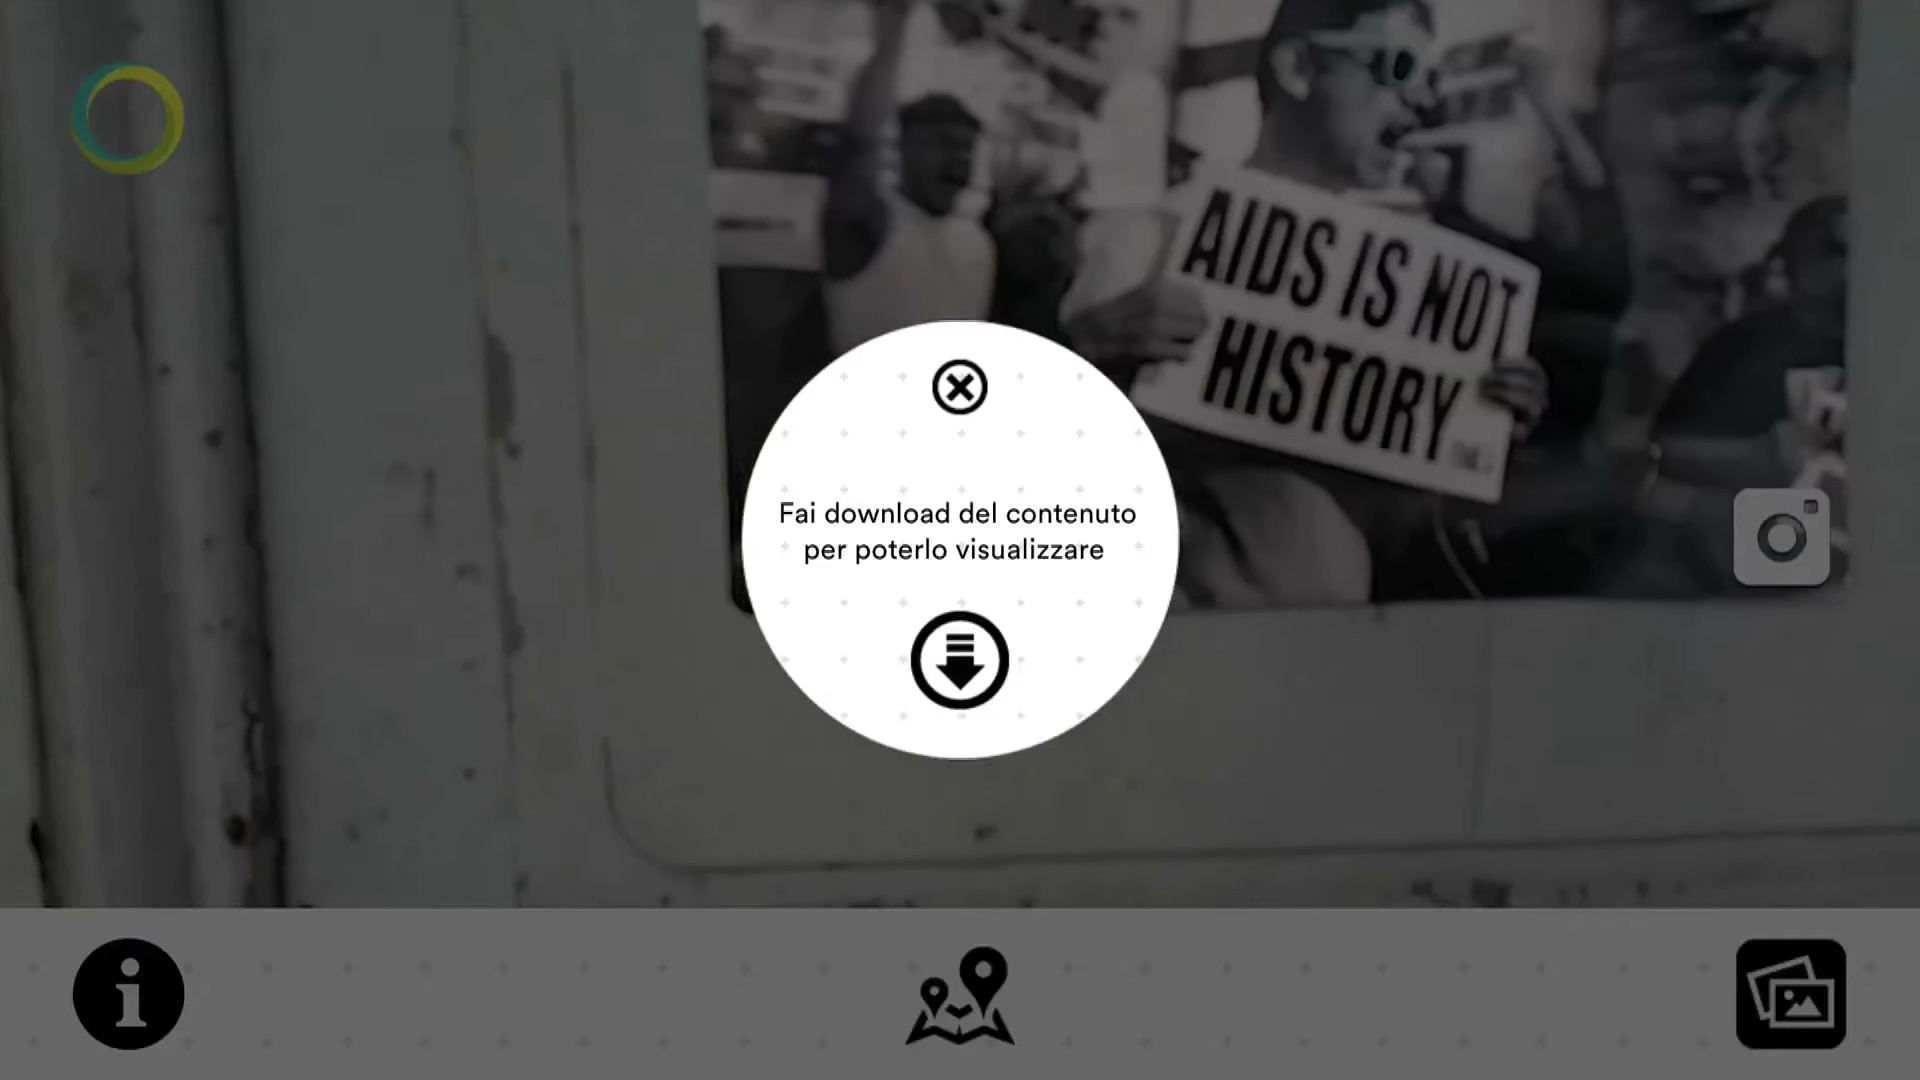 AIDS IS NOT
HISTORY
Fai download del contenuto
per poterlo visualizzare